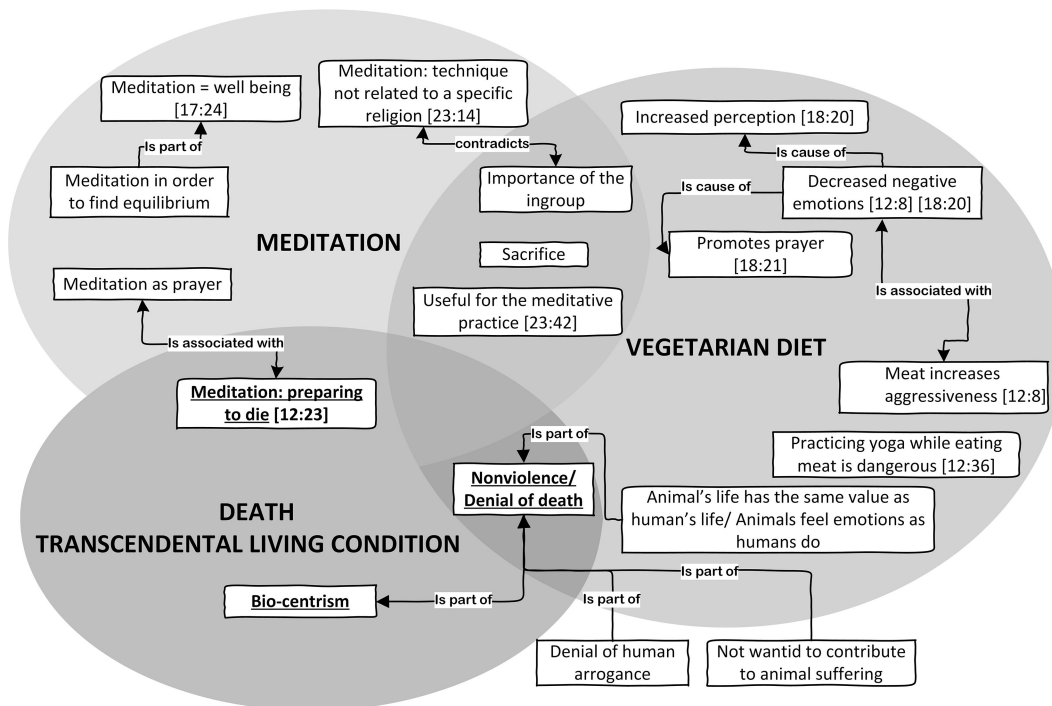 Meditation = well being
[17:24]
Is part of
Meditation in order
to find equilibrium
Meditation: technique
not related to a specific
religion [23:14]
contradicts
Importance of the
ingroup
Increased perception [18:20]
Is cause of
Is cause of
Decreased negative
emotions [12:8] [18:20]
Promotes prayer
[18:21]
MEDITATION
Sacrifice
Meditation as prayer
Useful for the meditative
practice [23:42]
Is associated with
VEGETARIAN DIET
Is associated with
Meditation: preparing
to die [12:23]
Meat increases
aggressiveness [12:8]
Is part of
Practicing yoga while eating
meat is dangerous [12:36]
Nonviolence/
Denial of death
Animal's life has the same value as
human's life/ Animals feel emotions as
humans do
DEATH
TRANSCENDENTAL LIVING CONDITION
Bio-centrism
Is part of
Is part of
Is part of
Denial of human
arrogance
Not wantid to contribute
to animal suffering